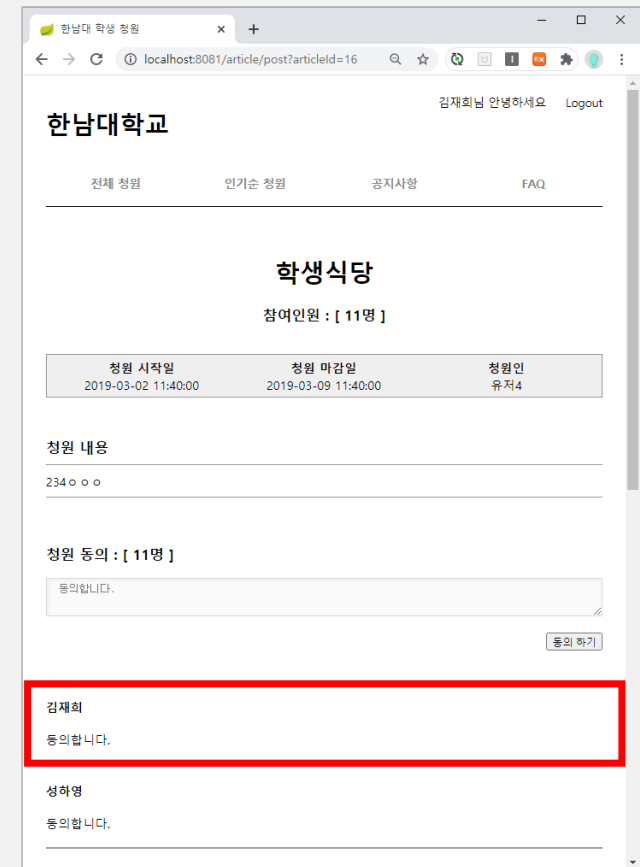 한남대 학생 청원
localhost:8081/article/post?articleId=16
김재희님 안녕하세요 Logout
한남대학교
전체 청원 인기순 청원 공지사항 FAQ
학생식당
참여인원 : [ 11명 ]
청원 시작일 청원 마감일 청원인
2019-03-02 11:40:00 2019-03-09 11:40:00 유저4
청원 내용
234ㅇㅇㅇ
청원 동의 : [ 11명 ]
동의합니다.
동의 하기
김재희
동의합니다.
성하영
동의합니다.